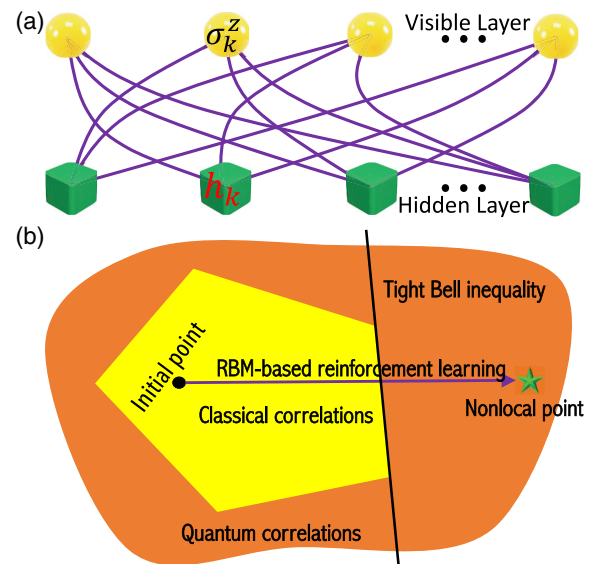 (a)
Visible Layer
σ_k^z
• • •
h_k
• • •
Hidden Layer
(b)
Tight Bell inequality
Initial point
RBM-based reinforcement learning
Classical correlations
Nonlocal point
Quantum correlations